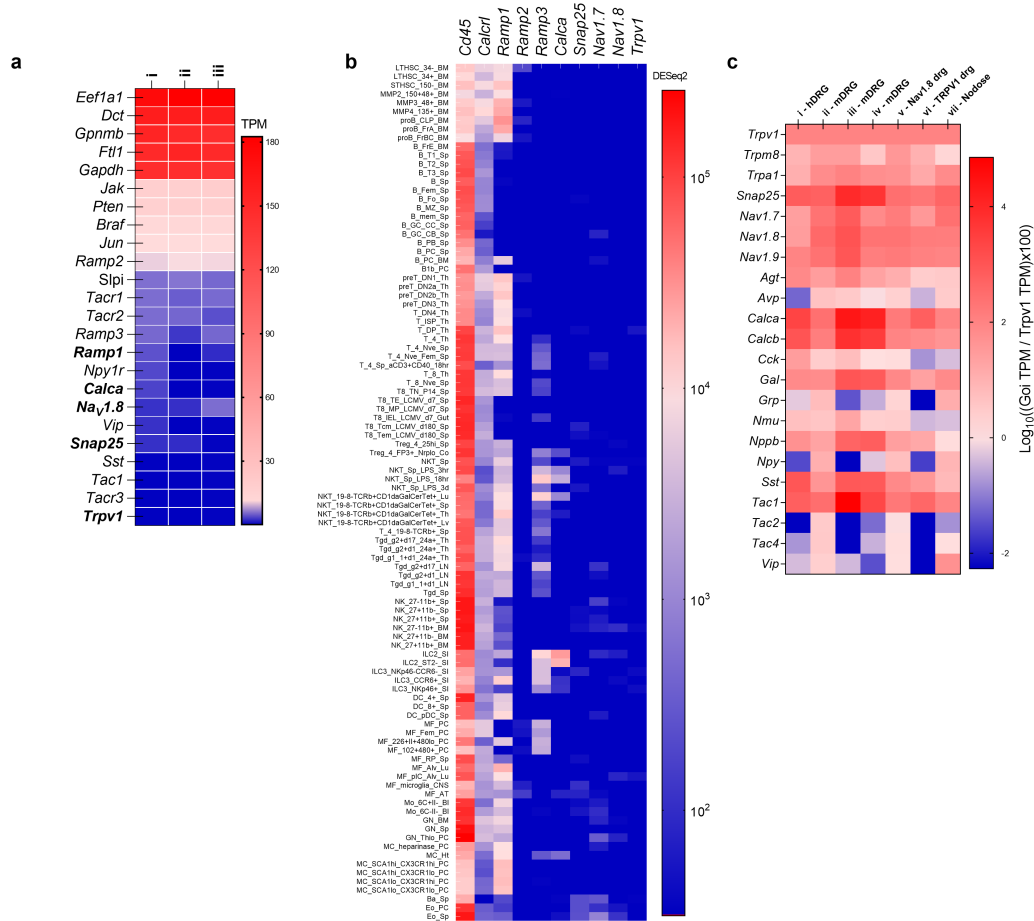 a
i
ii
iii
Eef1a1
Dct
Gpnmb
Ftl1
Gapdh
Jak
Pten
Braf
Jun
Ramp2
Slpi
Tacr1
Tacr2
Ramp3
Ramp1
Npy1r
Calca
NaV1.8
Vip
Snap25
Sst
Tac1
Tacr3
Trpv1
TPM
180
150
120
90
60
30
b
Cd45
Calcrl
Ramp1
Ramp2
Ramp3
Calca
Snap25
Nav1.7
Nav1.8
Trpv1
LTHSC_34-_BM
LTHSC_34+_BM
STHSC_150-_BM
MMP2_150+48+_BM
MMP3_48+_BM
MMP4_135+_BM
proB_CLP_BM
proB_FrA_BM
proB_FrBC_BM
B_FrE_BM
B_T1_Sp
B_T2_Sp
B_T3_Sp
B_Sp
B_Fem_Sp
B_Fo_Sp
B_MZ_Sp
B_mem_Sp
B_GC_CC_Sp
B_GC_CB_Sp
B_PB_Sp
B_PC_Sp
B_PC_BM
B1b_PC
preT_DN1_Th
preT_DN2a_Th
preT_DN2b_Th
preT_DN3_Th
T_DN4_Th
T_ISP_Th
T_DP_Th
T_4_Th
T_4_Nve_Sp
T_4_Nve_Fem_Sp
T_4_Sp_aCD3+CD40_18hr
T_8_Th
T_8_Nve_Sp
T8_TN_P14_Sp
T8_TE_LCMV_d7_Sp
T8_MP_LCMV_d7_Sp
T8_IEL_LCMV_d7_Gut
T8_Tcm_LCMV_d180_Sp
T8_Tem_LCMV_d180_Sp
Treg_4_25hi_Sp
Treg_4_FP3+_Nrplo_Co
NKT_Sp
NKT_Sp_LPS_3hr
NKT_Sp_LPS_18hr
NKT_Sp_LPS_3d
NKT_19-8-TCRb+CD1daGalCerTet+_Lu
NKT_19-8-TCRb+CD1daGalCerTet+_Sp
NKT_19-8-TCRb+CD1daGalCerTet+_Th
NKT_19-8-TCRb+CD1daGalCerTet+_Lv
T_4_19-8-TCRb+_Sp
Tgd_g2+d17_24a+_Th
Tgd_g2+d1_24a+_Th
Tgd_g1_1+d1_24a+_Th
Tgd_g2+d17_LN
Tgd_g2+d1_LN
Tgd_g1_1+d1_LN
Tgd_Sp
NK_27-11b+_Sp
NK_27+11b-_Sp
NK_27+11b+_Sp
NK_27-11b+_BM
NK_27+11b-_BM
NK_27+11b+_BM
ILC2_SI
ILC2_ST2-_SI
ILC3_NKp46-CCR6-_SI
ILC3_CCR6+_SI
ILC3_NKp46+_SI
DC_4+_Sp
DC_8+_Sp
DC_pDC_Sp
MF_PC
MF_Fem_PC
MF_226+II+480lo_PC
MF_102+480+_PC
MF_RP_Sp
MF_Alv_Lu
MF_pIC_Alv_Lu
MF_microglia_CNS
MF_AT
Mo_6C+II-_Bl
Mo_6C-II-_Bl
GN_BM
GN_Sp
GN_Thio_PC
MC_heparinase_PC
MC_Ht
MC_SCA1hi_CX3CR1hi_PC
MC_SCA1hi_CX3CR1lo_PC
MC_SCA1lo_CX3CR1hi_PC
MC_SCA1lo_CX3CR1lo_PC
Ba_Sp
Eo_PC
Eo_Sp
DESeq2
10^5
10^4
10^3
10^2
c
i - hDRG
ii - mDRG
iii - mDRG
iv - mDRG
v - Nav1.8 drg
vi - TRPV1 drg
vii - Nodose
Trpv1
Trpm8
Trpa1
Snap25
Nav1.7
Nav1.8
Nav1.9
Agt
Avp
Calca
Calcb
Cck
Gal
Grp
Nmu
Nppb
Npy
Sst
Tac1
Tac2
Tac4
Vip
4
2
0
-2
Log10((Goi TPM / Trpv1 TPM)x100)